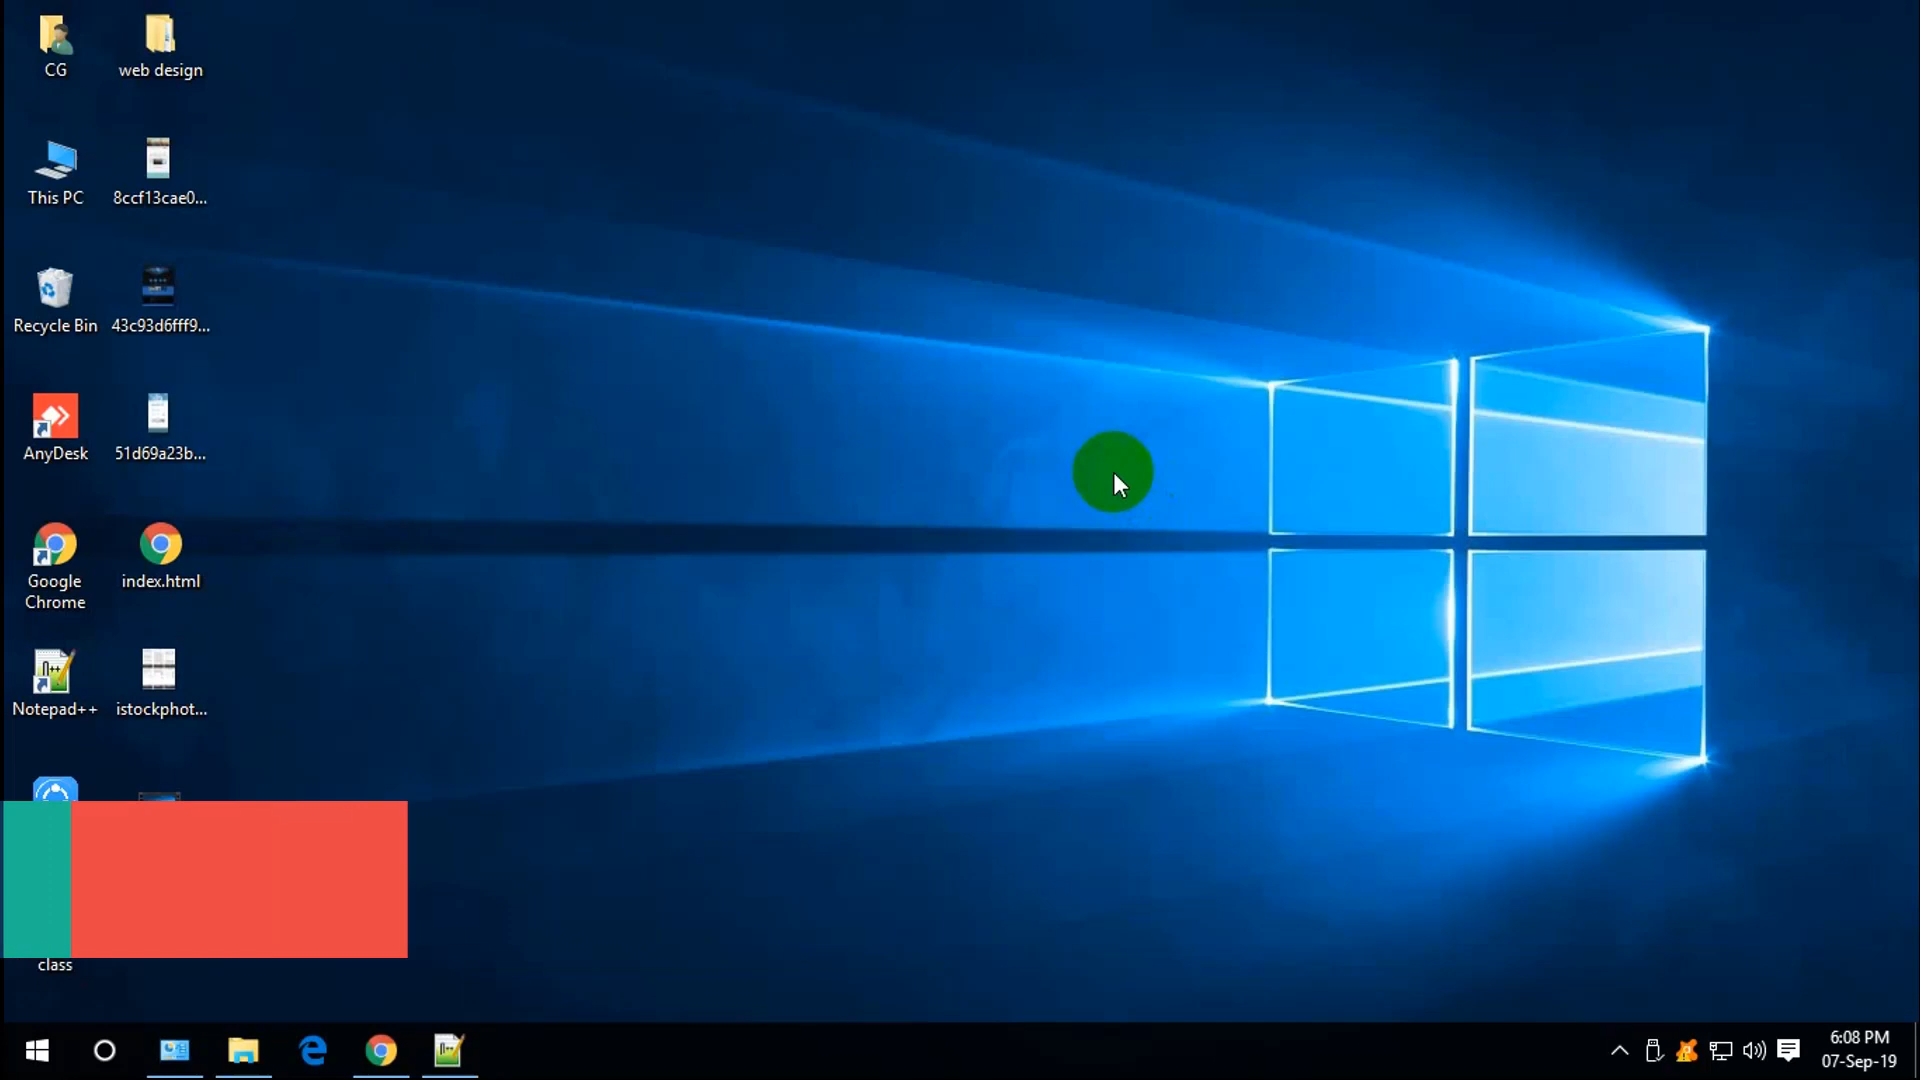 CG
web design
This PC
8ccf13cae0...
Recycle Bin
43c93d6fff9...
AnyDesk
51d69a23b...
Google
Chrome
index.html
Notepad++
istockphot...
class
6:08 PM
07-Sep-19